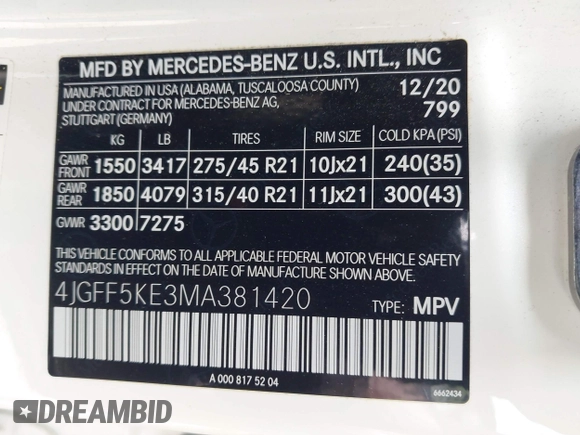 MFD BY MERCEDES-BENZ U.S. INTL., INC
MANUFACTURED IN USA (ALABAMA, TUSCALOOSA COUNTY) 12/20
UNDER CONTRACT FOR MERCEDES-BENZ AG, 799
STUTTGART (GERMANY)
KG LB TIRES RIM SIZE COLD KPA (PSI)
GAWR FRONT 1550 3417 275/45 R21 10Jx21 240(35)
GAWR REAR 1850 4079 315/40 R21 11Jx21 300(43)
GVWR 3300 7275
THIS VEHICLE CONFORMS TO ALL APPLICABLE FEDERAL MOTOR VEHICLE SAFETY
STANDARDS IN EFFECT ON THE DATE OF MANUFACTURE SHOWN ABOVE.
4JGFF5KE3MA381420 TYPE: MPV
A 000 817 52 04
6662434
DREAMBID